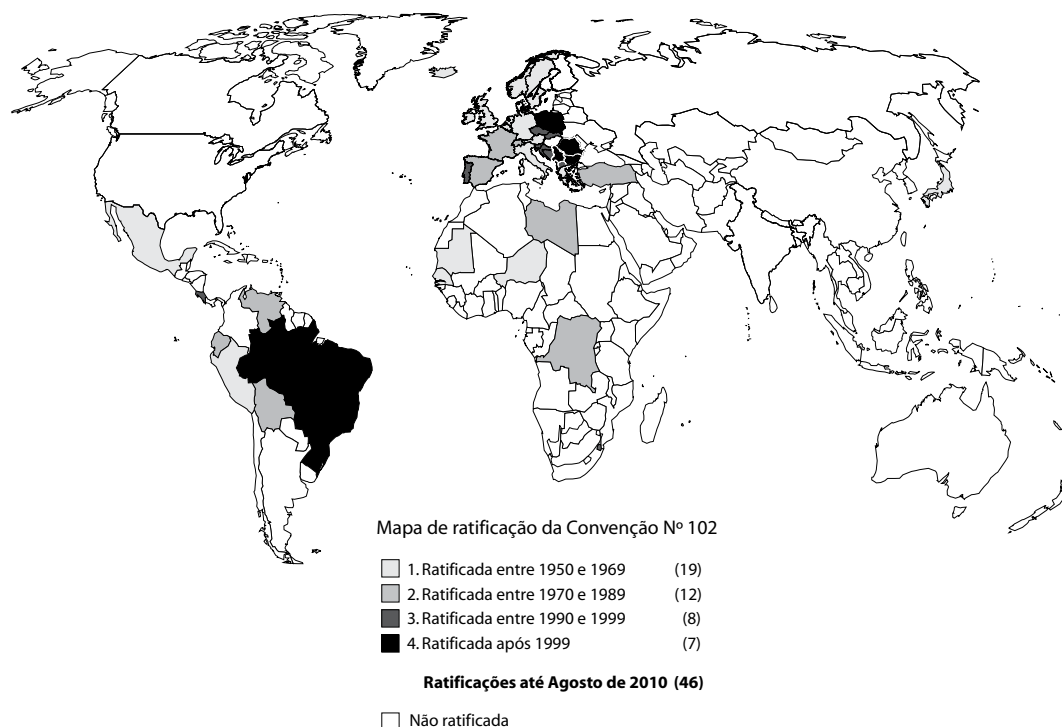 Mapa de ratificação da Convenção Nº 102
1. Ratificada entre 1950 e 1969 (19)
2. Ratificada entre 1970 e 1989 (12)
3. Ratificada entre 1990 e 1999 (8)
4. Ratificada após 1999 (7)
Ratificações até Agosto de 2010 (46)
Não ratificada